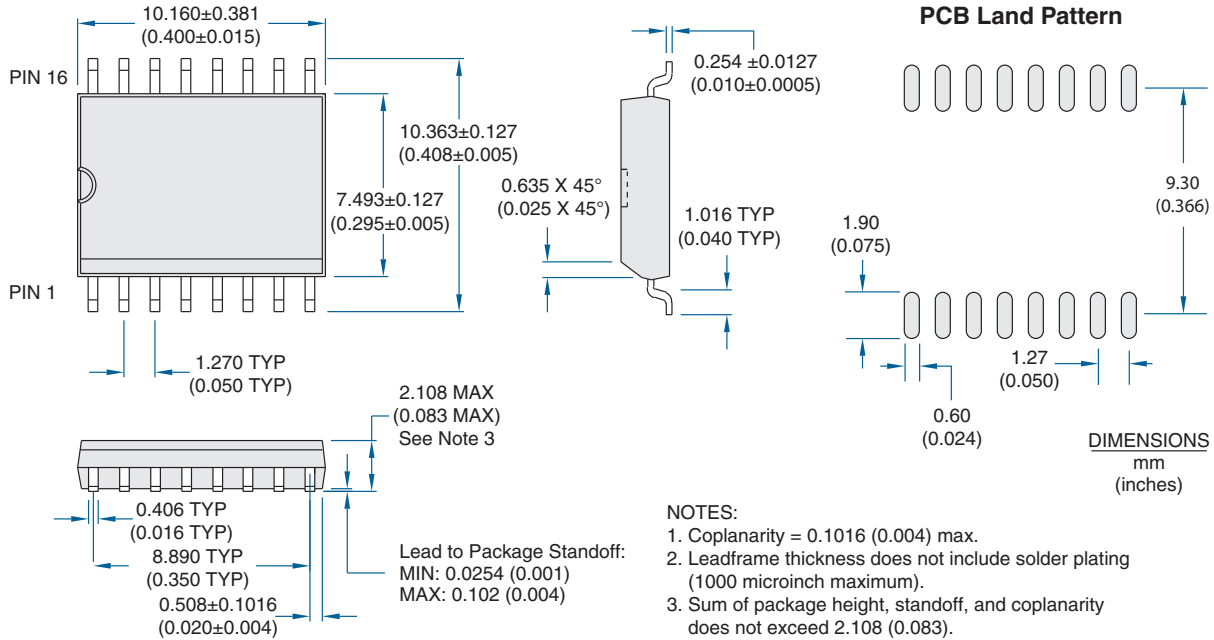 10.160±0.381
(0.400±0.015)
PIN 16
10.363±0.127
(0.408±0.005)
7.493±0.127
(0.295±0.005)
PIN 1
1.270 TYP
(0.050 TYP)
0.254 ±0.0127
(0.010±0.0005)
0.635 X 45°
(0.025 X 45°)
1.016 TYP
(0.040 TYP)
PCB Land Pattern
9.30
(0.366)
1.90
(0.075)
1.27
(0.050)
0.60
(0.024)
DIMENSIONS
mm
(inches)
2.108 MAX
(0.083 MAX)
See Note 3
0.406 TYP
(0.016 TYP)
8.890 TYP
(0.350 TYP)
0.508±0.1016
(0.020±0.004)
Lead to Package Standoff:
MIN: 0.0254 (0.001)
MAX: 0.102 (0.004)
NOTES:
1. Coplanarity = 0.1016 (0.004) max.
2. Leadframe thickness does not include solder plating
(1000 microinch maximum).
3. Sum of package height, standoff, and coplanarity
does not exceed 2.108 (0.083).